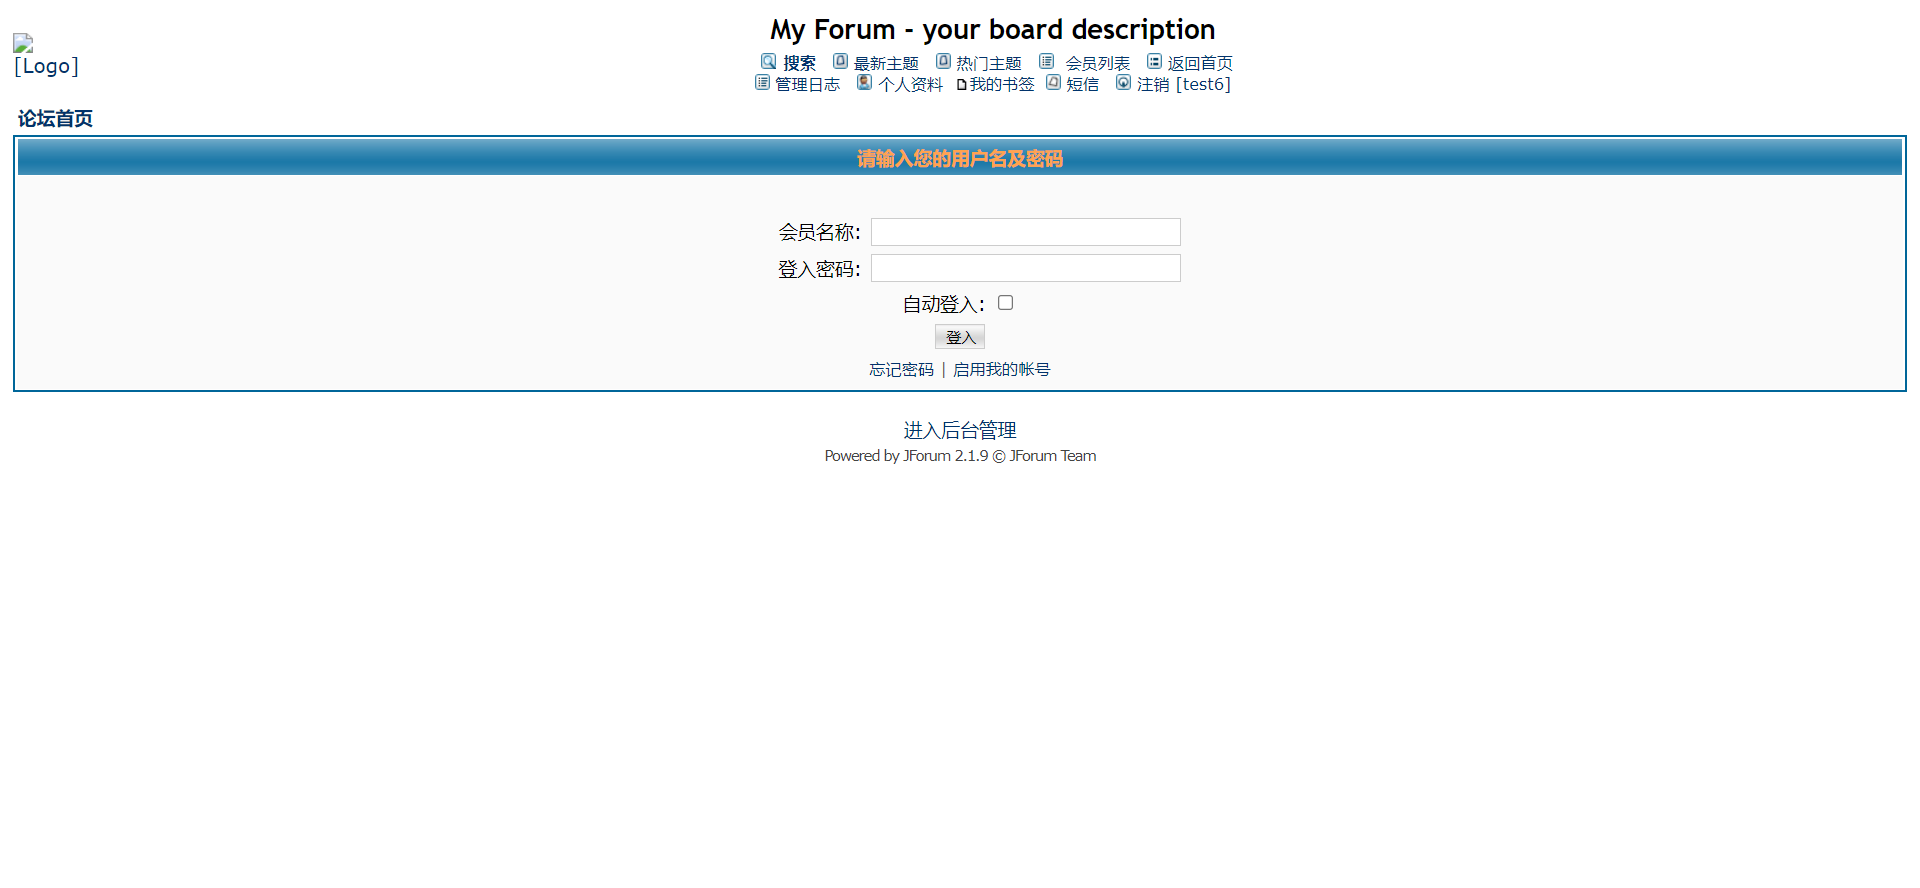 My Forum - your board description
[Logo]
搜索 最新主题 热门主题 会员列表 返回首页
管理日志 个人资料 我的书签 短信 注销 [test6]
论坛首页
请输入您的用户名及密码
会员名称:
登入密码:
自动登入:
登入
忘记密码 | 启用我的帐号
进入后台管理
Powered by JForum 2.1.9 © JForum Team